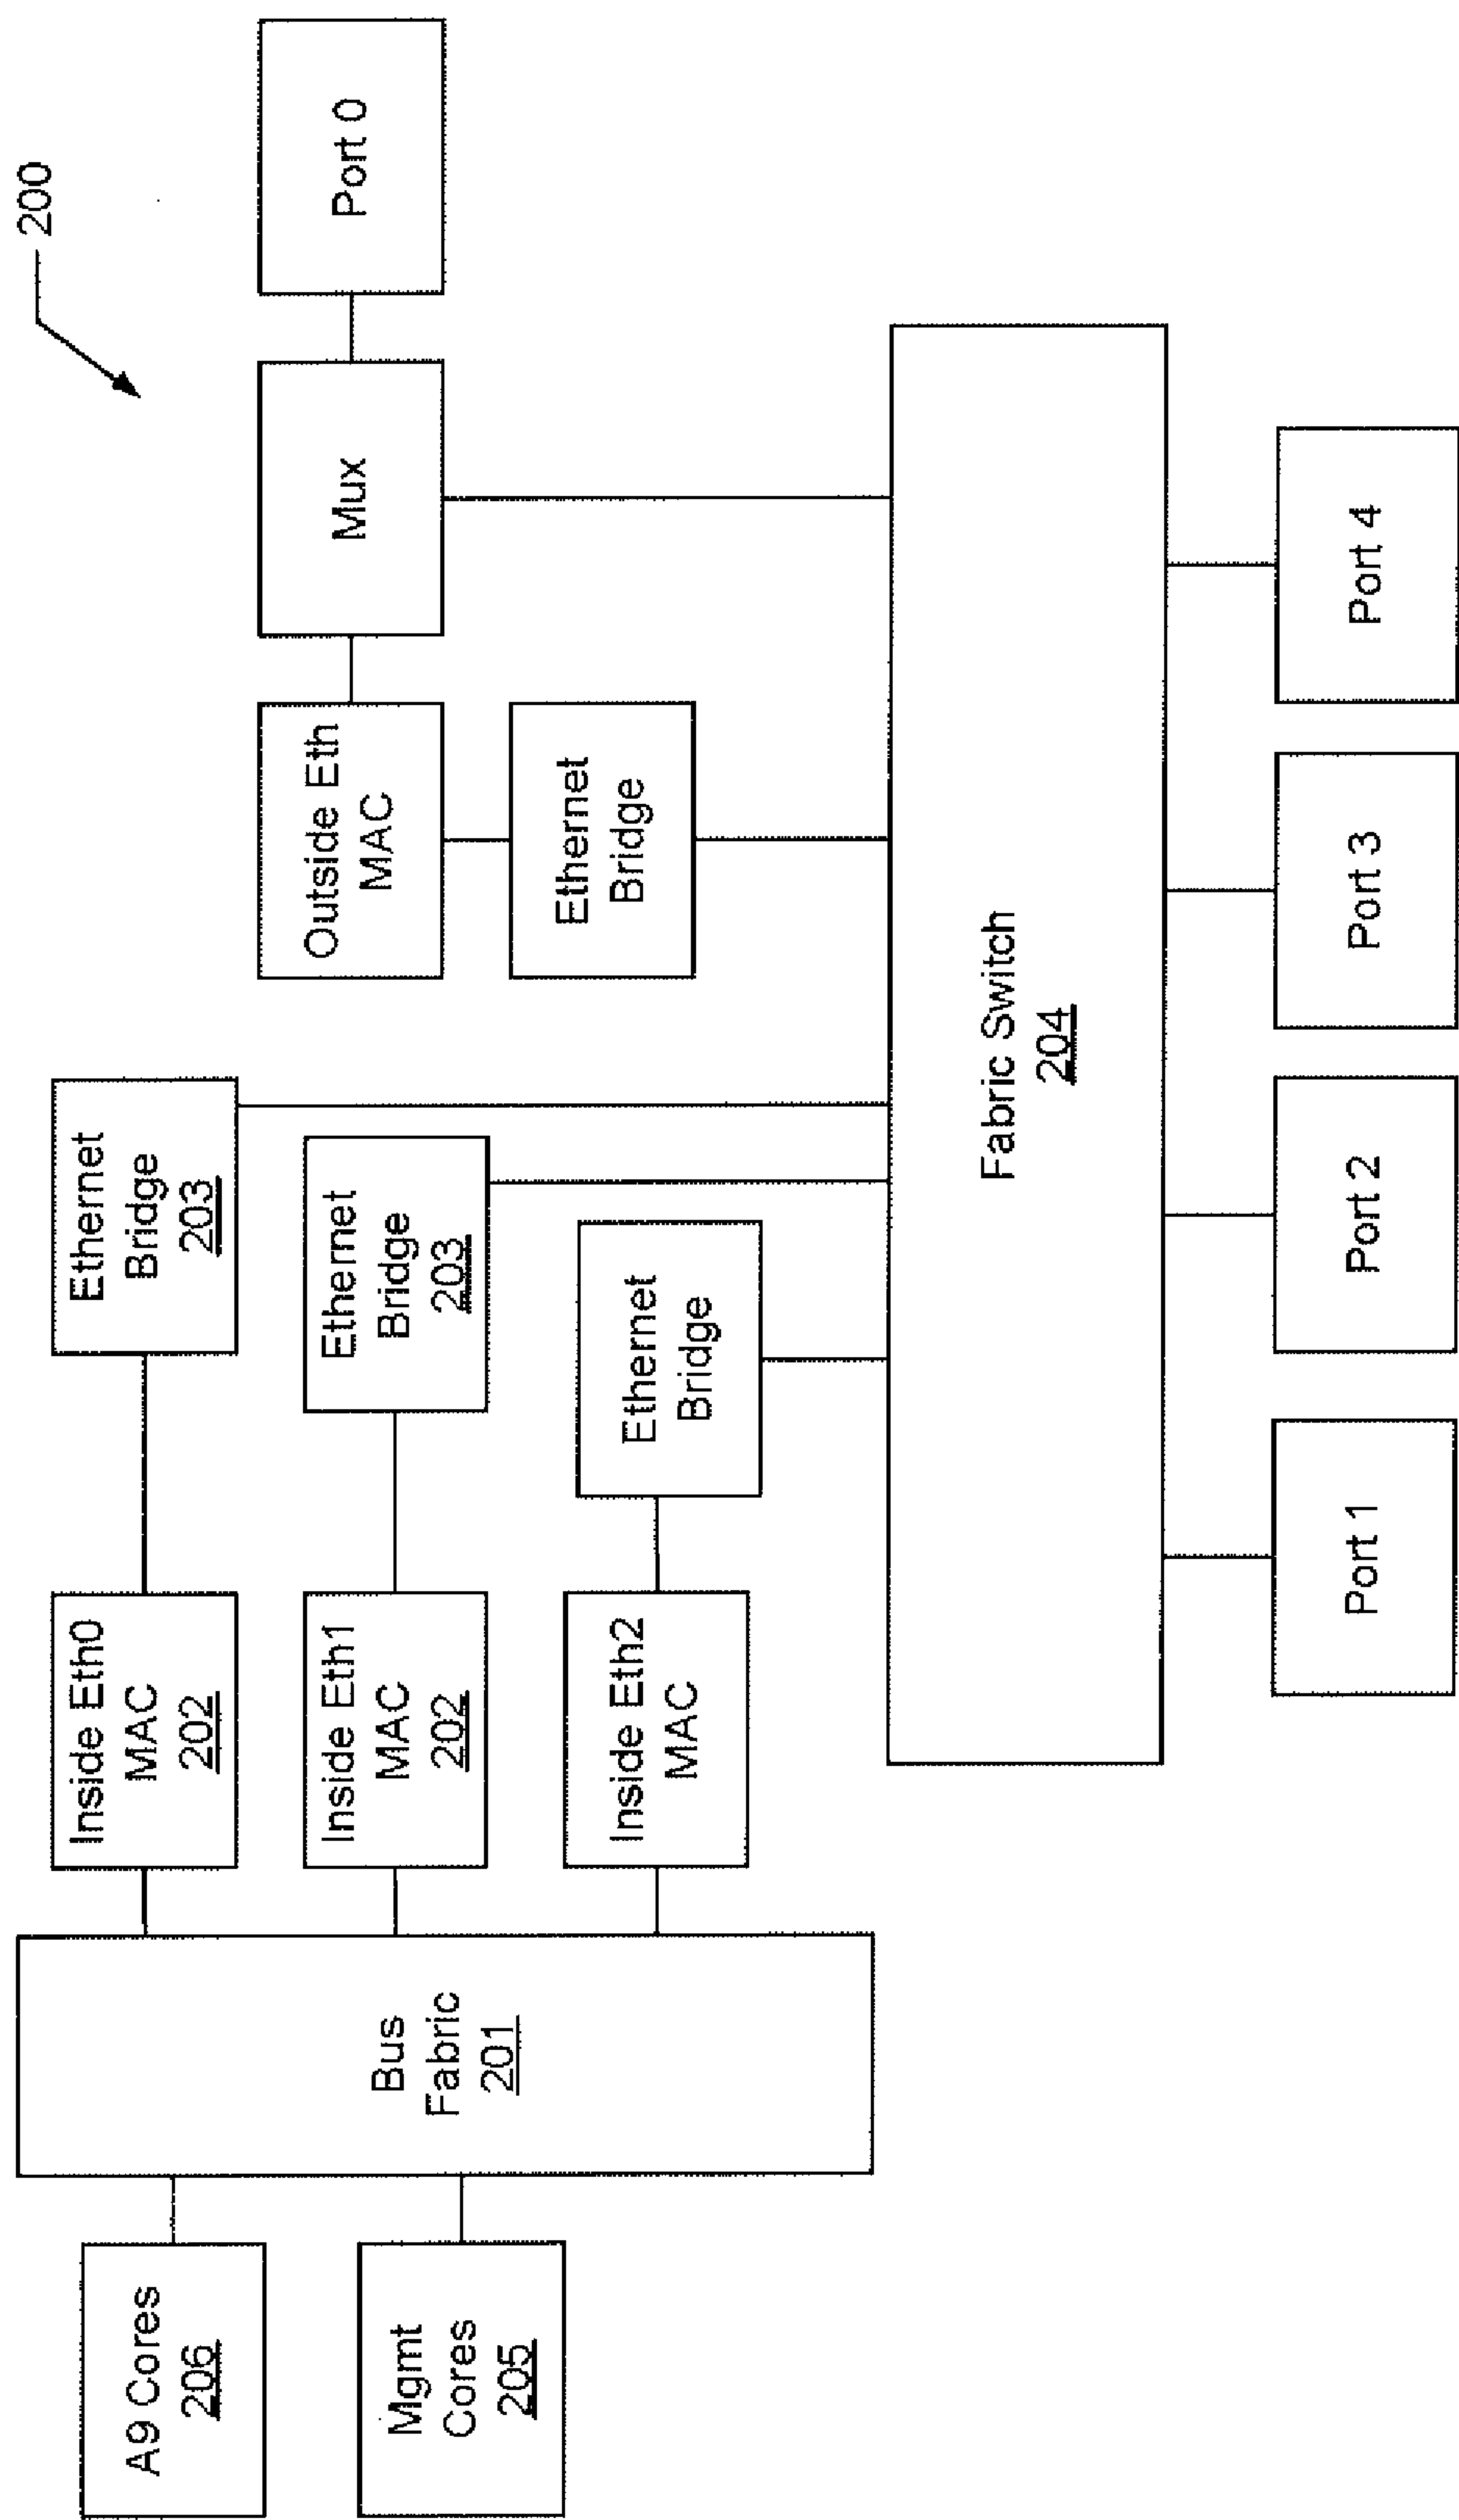 200
A9 Cores
206
Mgmt
Cores
205
Bus
Fabric
201
Inside Eth0
MAC
202
Inside Eth1
MAC
202
Inside Eth2
MAC
Ethernet
Bridge
203
Ethernet
Bridge
203
Ethernet
Bridge
Outside Eth
MAC
Ethernet
Bridge
Mux
Port 0
Fabric Switch
204
Port 1
Port 2
Port 3
Port 4